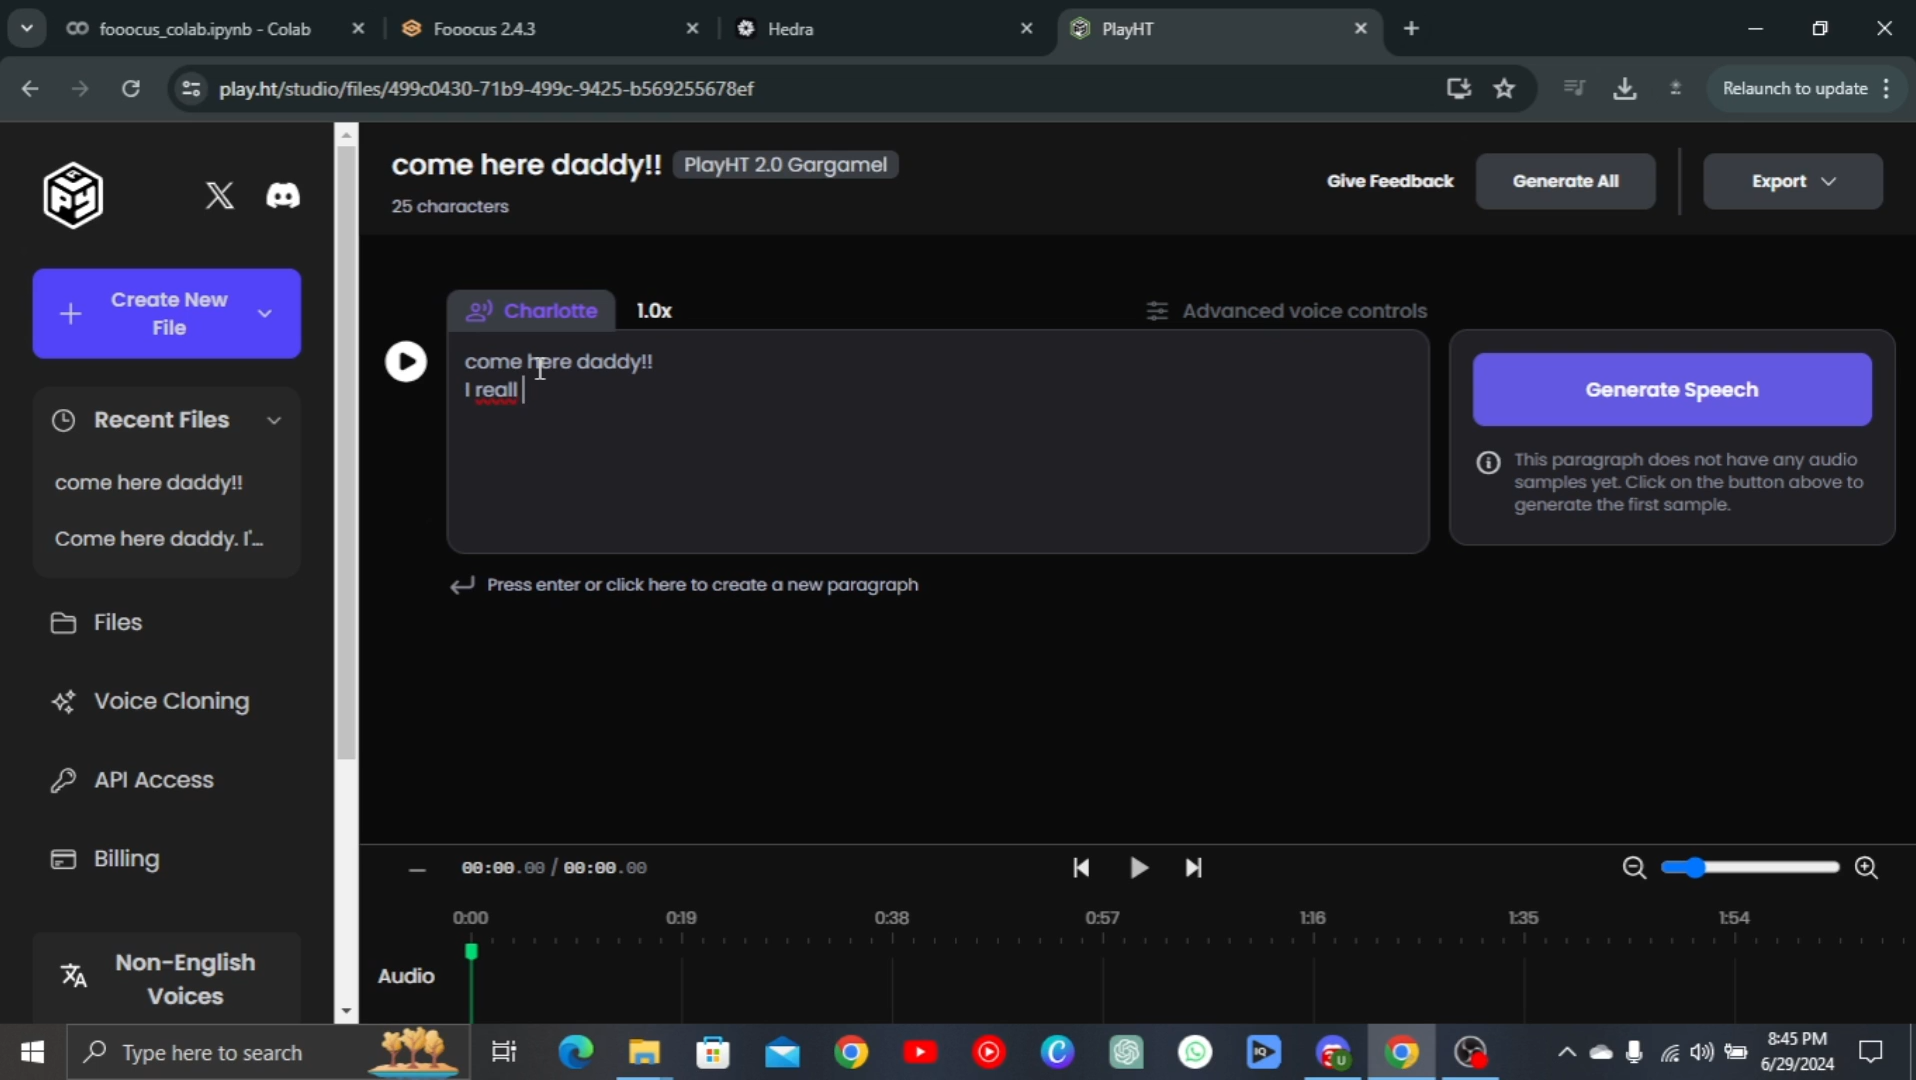 fooocus_colab.ipynb - Colab
Fooocus 2.4.3
Hedra
PlayHT
play.ht/studio/files/499c0430-71b9-499c-9425-b569255678ef
Relaunch to update
come here daddy!!
PlayHT 2.0 Gargamel
25 characters
Give Feedback
Generate All
Export
Create New
File
Recent Files
come here daddy!!
Come here daddy. I'...
Files
Voice Cloning
API Access
Billing
Non-English
Voices
Charlotte
1.0x
Advanced voice controls
come here daddy!!
I reall
Press enter or click here to create a new paragraph
Generate Speech
This paragraph does not have any audio
samples yet. Click on the button above to
generate the first sample.
00:00.00 / 00:00.00
0:00 0:19 0:38 0:57 1:16 1:35 1:54
Audio
Type here to search
8:45 PM
6/29/2024